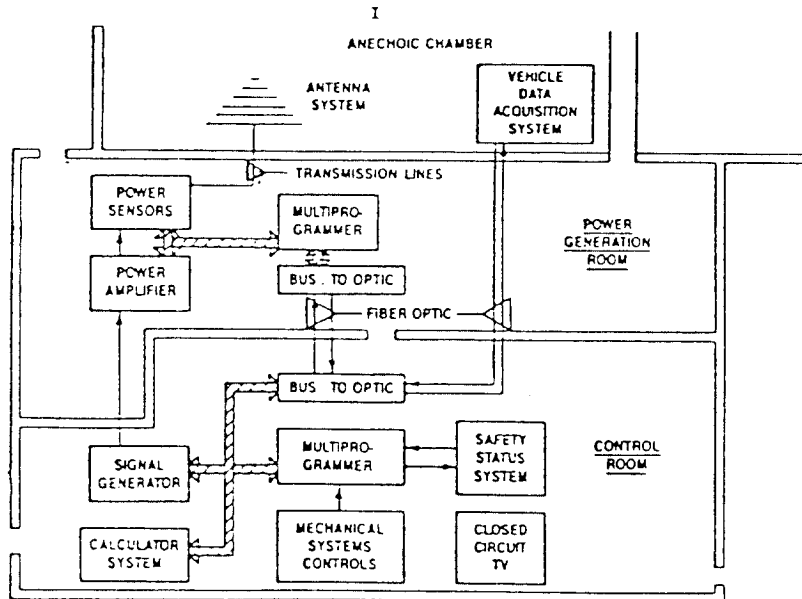 I
ANECHOIC CHAMBER
ANTENNA
SYSTEM
VEHICLE
DATA
ACQUISITION
SYSTEM
TRANSMISSION LINES
POWER
SENSORS
MULTIPRO-
GRAMMER
POWER
GENERATION
ROOM
POWER
AMPLIFIER
BUS . TO OPTIC
FIBER OPTIC
BUS TO OPTIC
SIGNAL
GENERATOR
MULTIPRO-
GRAMMER
SAFETY
STATUS
SYSTEM
CONTROL
ROOM
CALCULATOR
SYSTEM
MECHANICAL
SYSTEMS
CONTROLS
CLOSED
CIRCUIT
TV